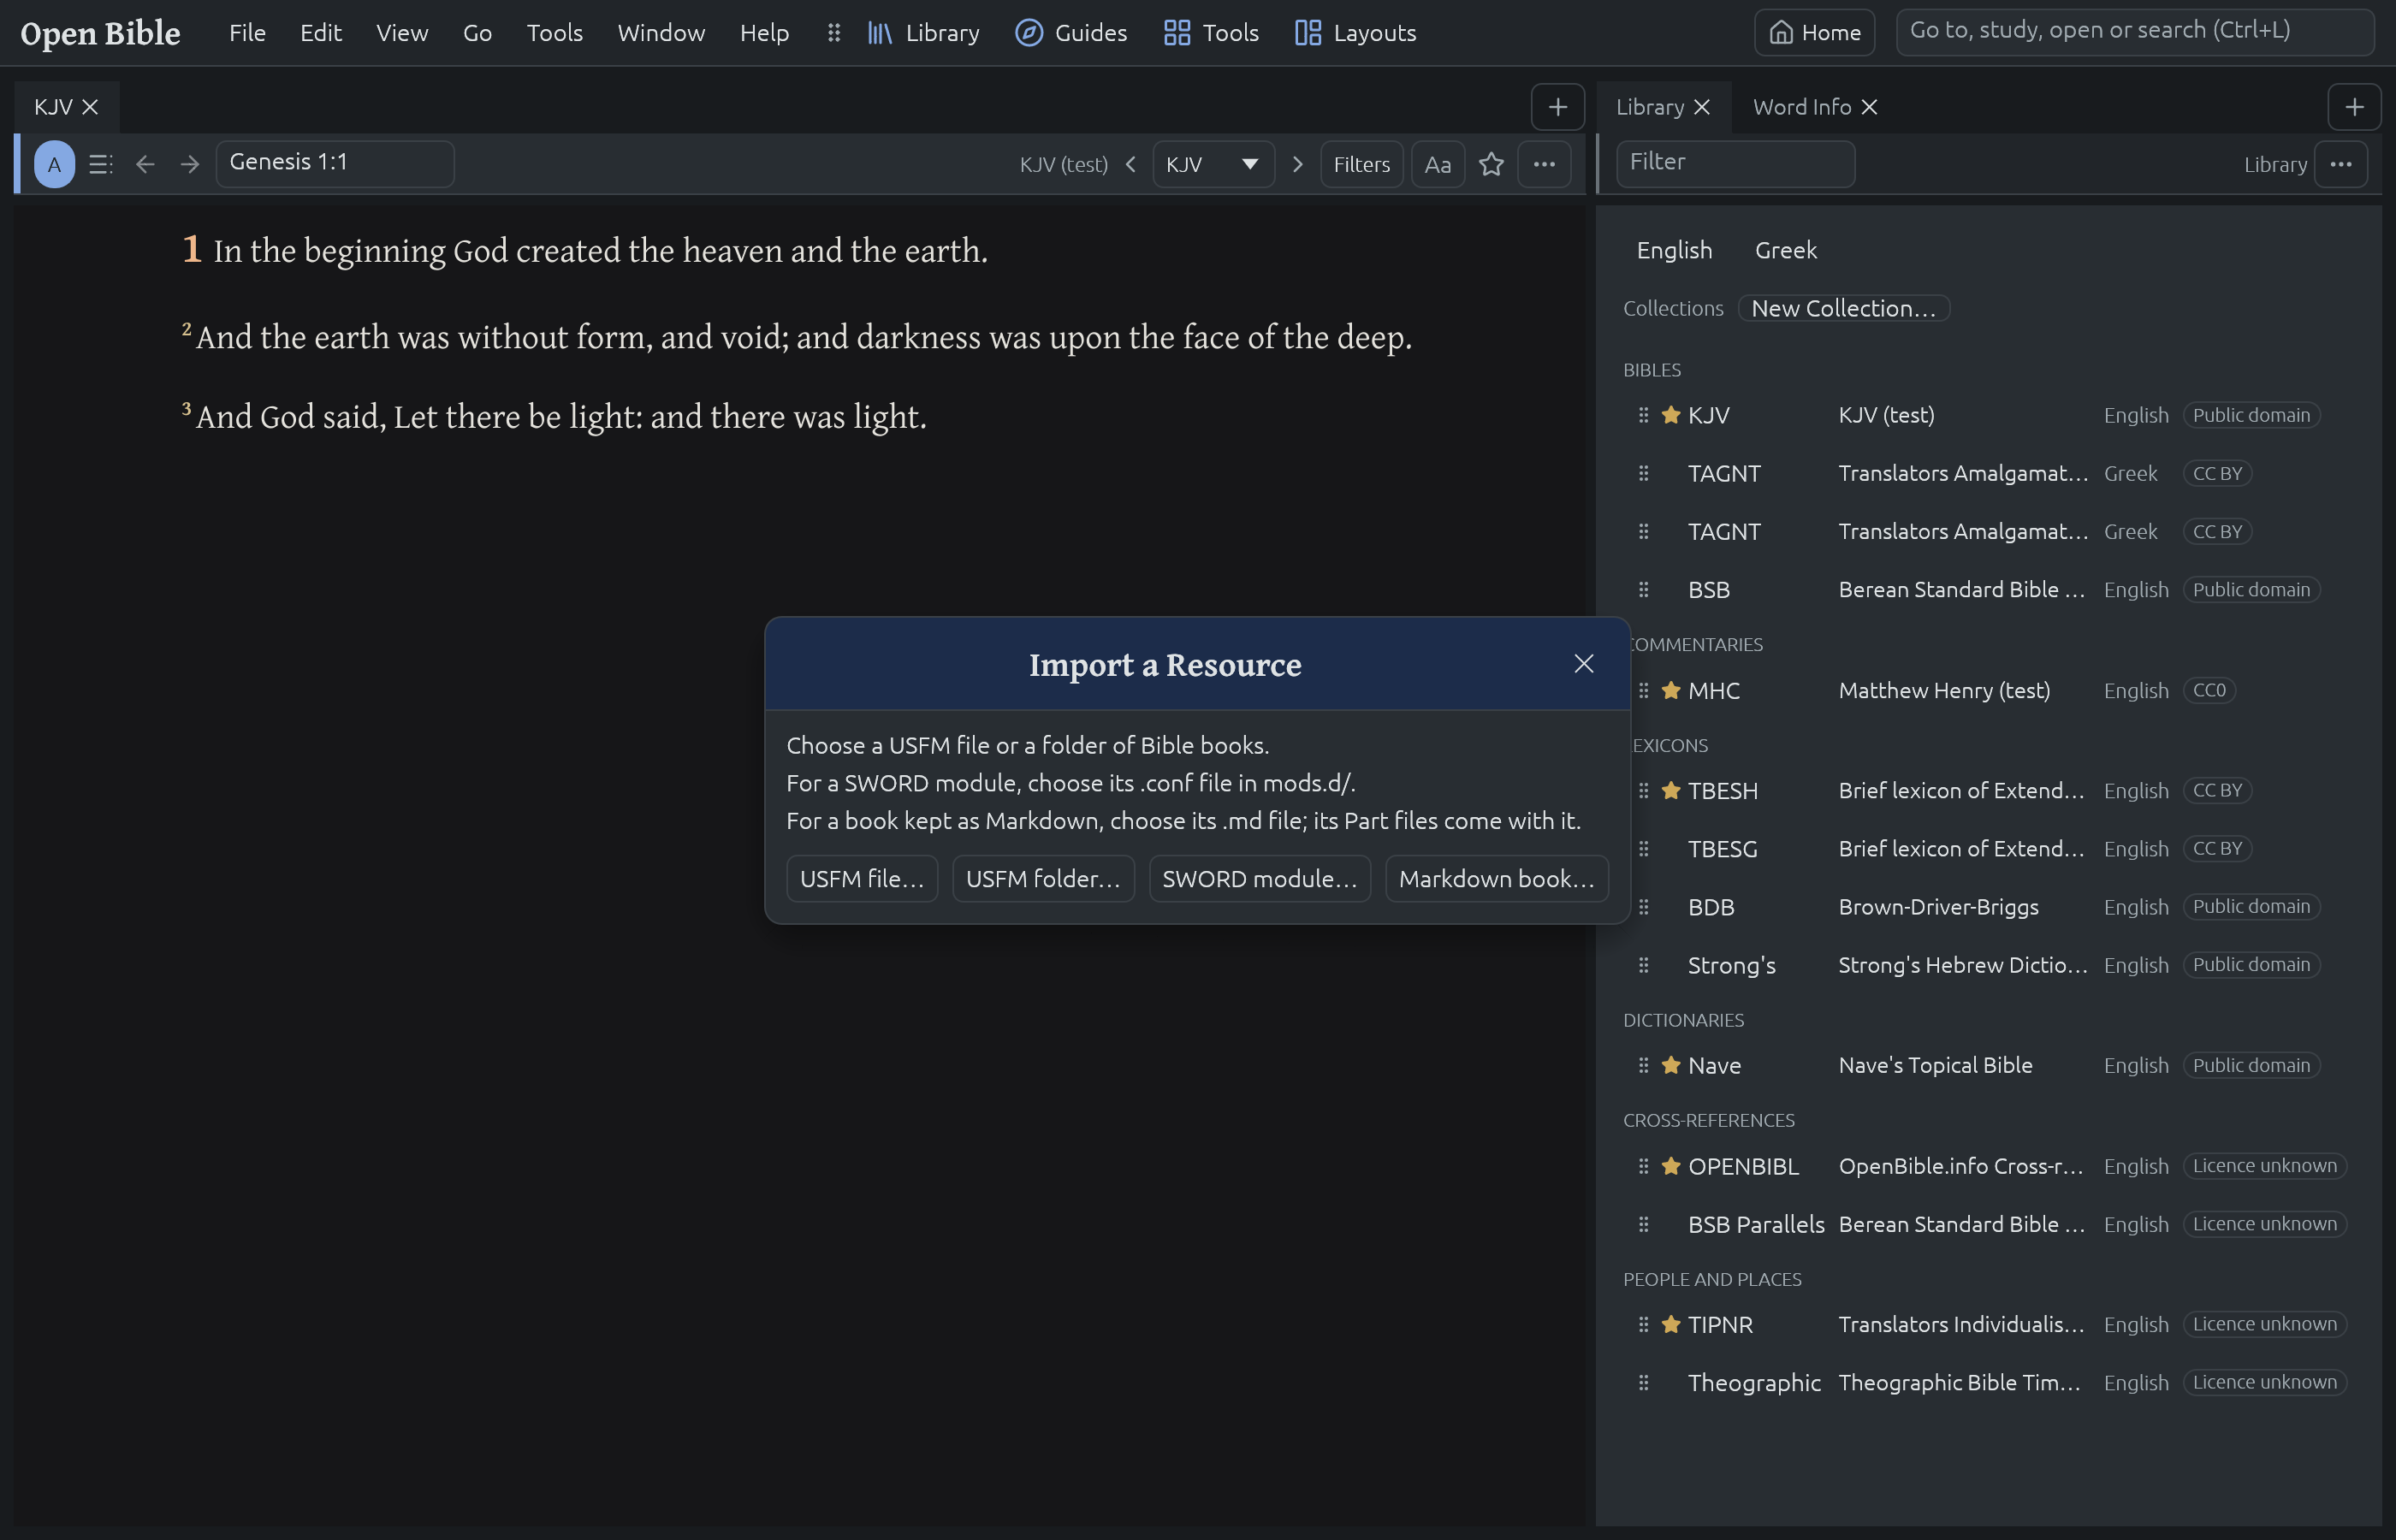 Open Bible File Edit View Go Tools Window Help Library Guides Tools Layouts Home Go to, study, open or search (Ctrl+L)
KJV
A Genesis 1:1 KJV (test) KJV Filters Aa
1 In the beginning God created the heaven and the earth.
2 And the earth was without form, and void; and darkness was upon the face of the deep.
3 And God said, Let there be light: and there was light.
Import a Resource
Choose a USFM file or a folder of Bible books.
For a SWORD module, choose its .conf file in mods.d/.
For a book kept as Markdown, choose its .md file; its Part files come with it.
USFM file… USFM folder… SWORD module… Markdown book…
Library Word Info
Filter Library
English Greek
Collections New Collection…
BIBLES
KJV KJV (test) English Public domain
TAGNT Translators Amalgamat… Greek CC BY
TAGNT Translators Amalgamat… Greek CC BY
BSB Berean Standard Bible … English Public domain
OMMENTARIES
MHC Matthew Henry (test) English CC0
EXICONS
TBESH Brief lexicon of Extend… English CC BY
TBESG Brief lexicon of Extend… English CC BY
BDB Brown-Driver-Briggs English Public domain
Strong's Strong's Hebrew Dictio… English Public domain
DICTIONARIES
Nave Nave's Topical Bible English Public domain
CROSS-REFERENCES
OPENBIBL OpenBible.info Cross-r… English Licence unknown
BSB Parallels Berean Standard Bible … English Licence unknown
PEOPLE AND PLACES
TIPNR Translators Individualis… English Licence unknown
Theographic Theographic Bible Tim… English Licence unknown